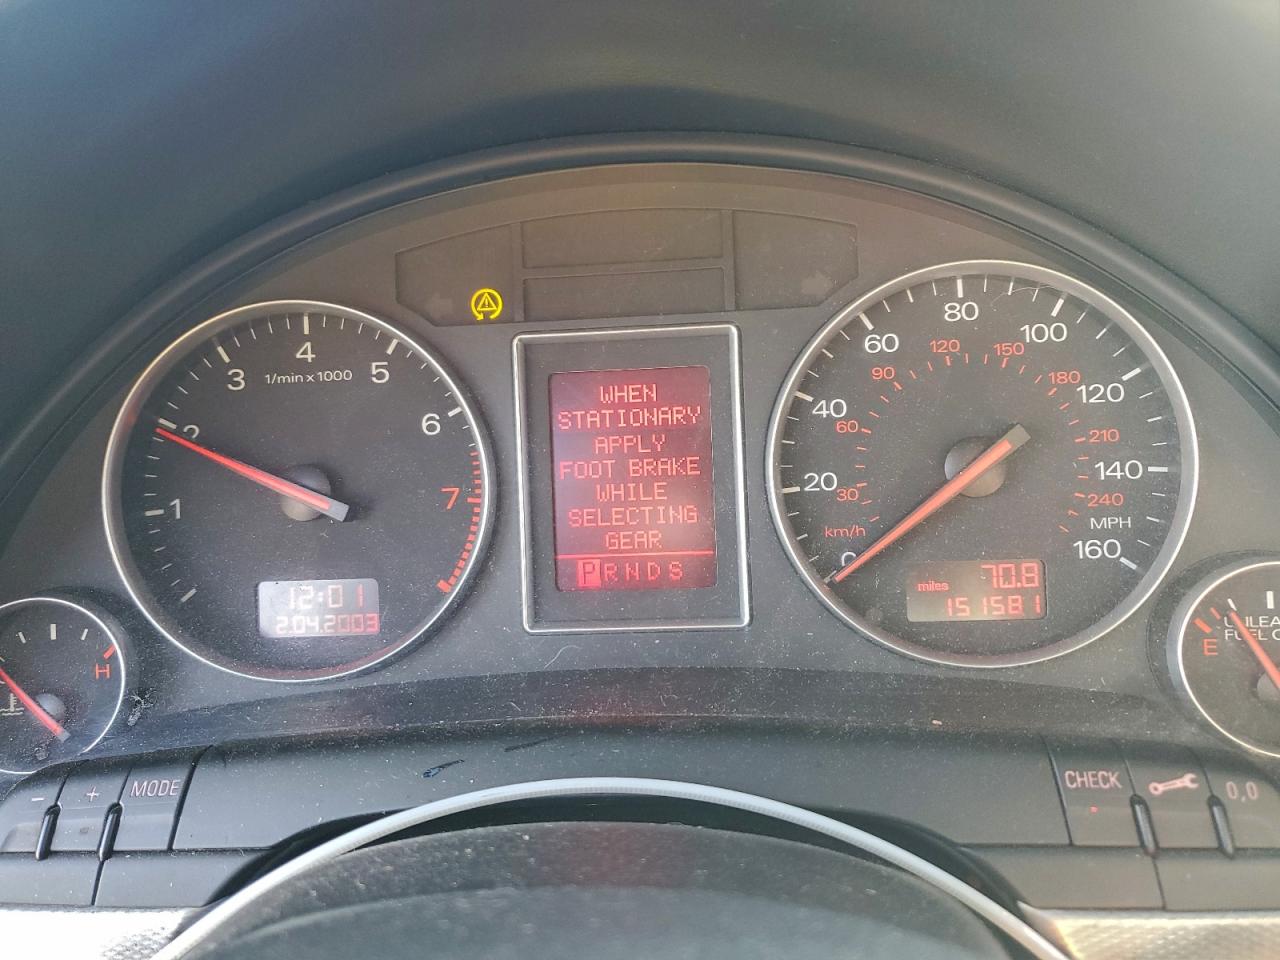 1
2
3
4
5
6
7
1/min x 1000
12:01
2.04.2003
H
WHEN
STATIONARY
APPLY
FOOT BRAKE
WHILE
SELECTING
GEAR
PRNDS
0
20
40
60
80
100
120
140
160
MPH
30
60
90
120
150
180
210
240
km/h
70.8
miles
151581
E
- + MODE
CHECK
0,0